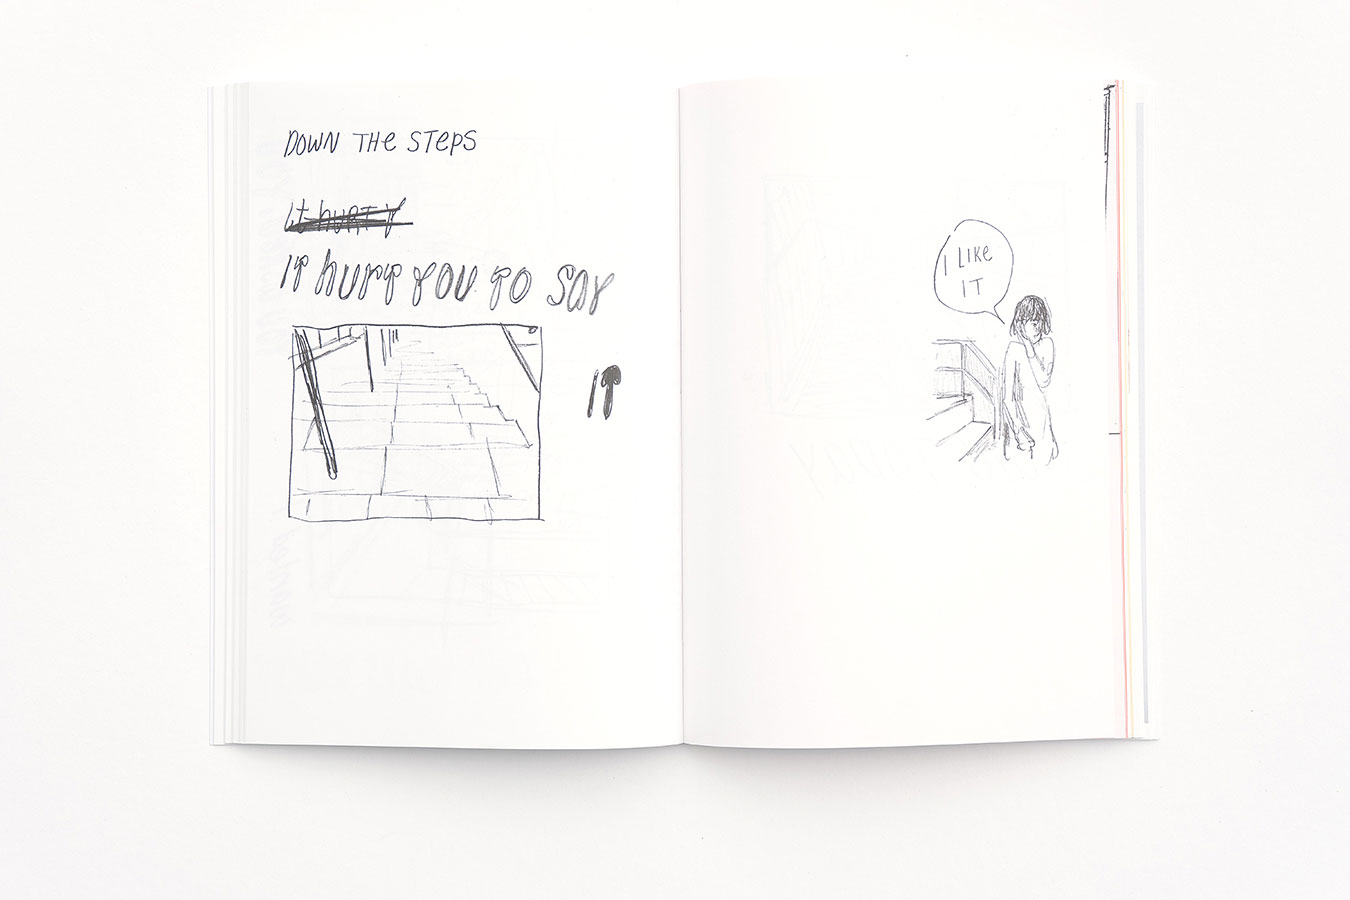 DOWN THE STEPS
It hURT Y
IT hURT YOU TO SAY
IT
I LIKE
IT